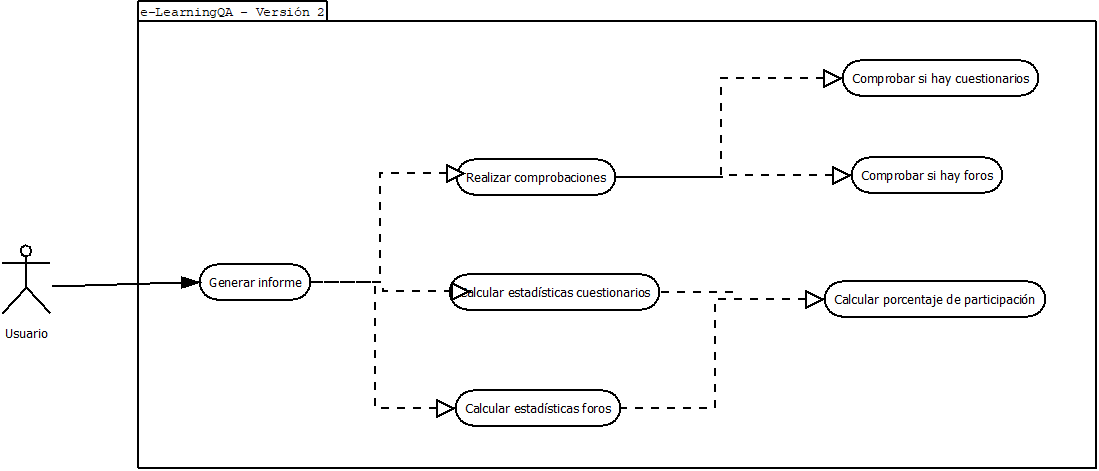 e-LearningQA - Versión 2
Comprobar si hay cuestionarios
Realizar comprobaciones
Comprobar si hay foros
Generar informe
Calcular estadísticas cuestionarios
Calcular porcentaje de participación
Usuario
Calcular estadísticas foros